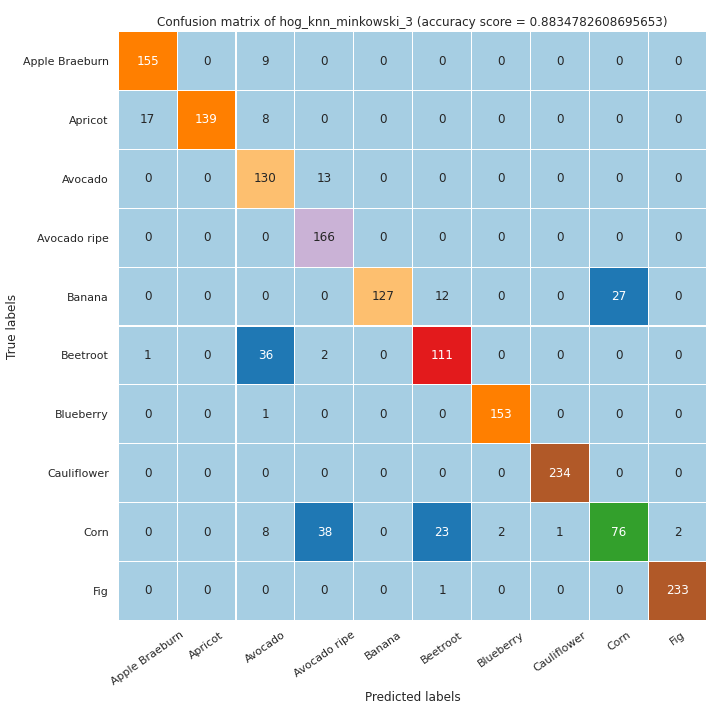 Confusion matrix of hog_knn_minkowski_3 (accuracy score = 0.8834782608695653)
Apple Braeburn 155 0 9 0 0 0 0 0 0 0
Apricot 17 139 8 0 0 0 0 0 0 0
Avocado 0 0 130 13 0 0 0 0 0 0
Avocado ripe 0 0 0 166 0 0 0 0 0 0
Banana 0 0 0 0 127 12 0 0 27 0
Beetroot 1 0 36 2 0 111 0 0 0 0
Blueberry 0 0 1 0 0 0 153 0 0 0
Cauliflower 0 0 0 0 0 0 0 234 0 0
Corn 0 0 8 38 0 23 2 1 76 2
Fig 0 0 0 0 0 1 0 0 0 233
True labels
Apple Braeburn Apricot Avocado Avocado ripe Banana Beetroot Blueberry Cauliflower Corn Fig
Predicted labels